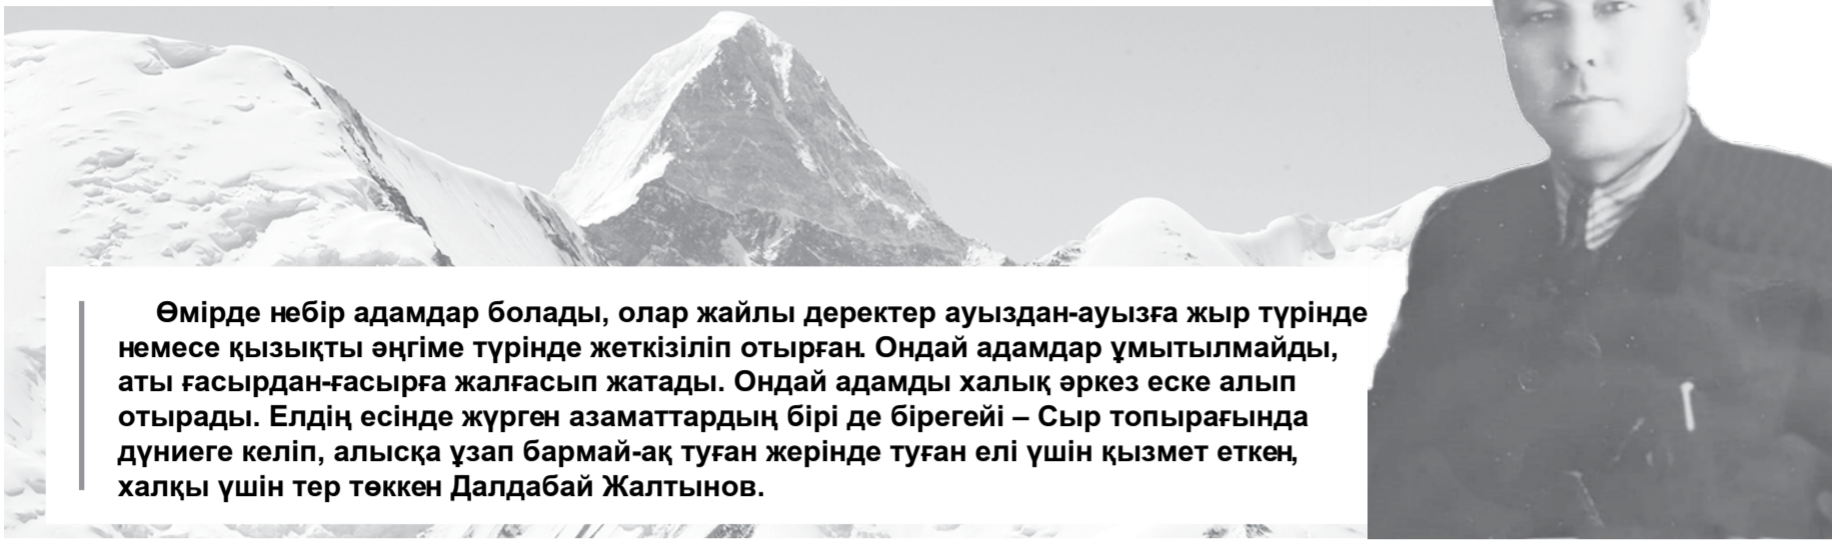 Өмірде небір адамдар болады, олар жайлы деректер ауыздан-ауызға жыр түрінде
немесе қызықты әңгіме түрінде жеткізіліп отырған. Ондай адамдар ұмытылмайды,
аты ғасырдан-ғасырға жалғасып жатады. Ондай адамды халық әркез еске алып
отырады. Елдің есінде жүрген азаматтардың бірі де бірегейі – Сыр топырағында
дүниеге келіп, алысқа ұзап бармай-ақ туған жерінде туған елі үшін қызмет еткен,
халқы үшін тер төккен Далдабай Жалтынов.